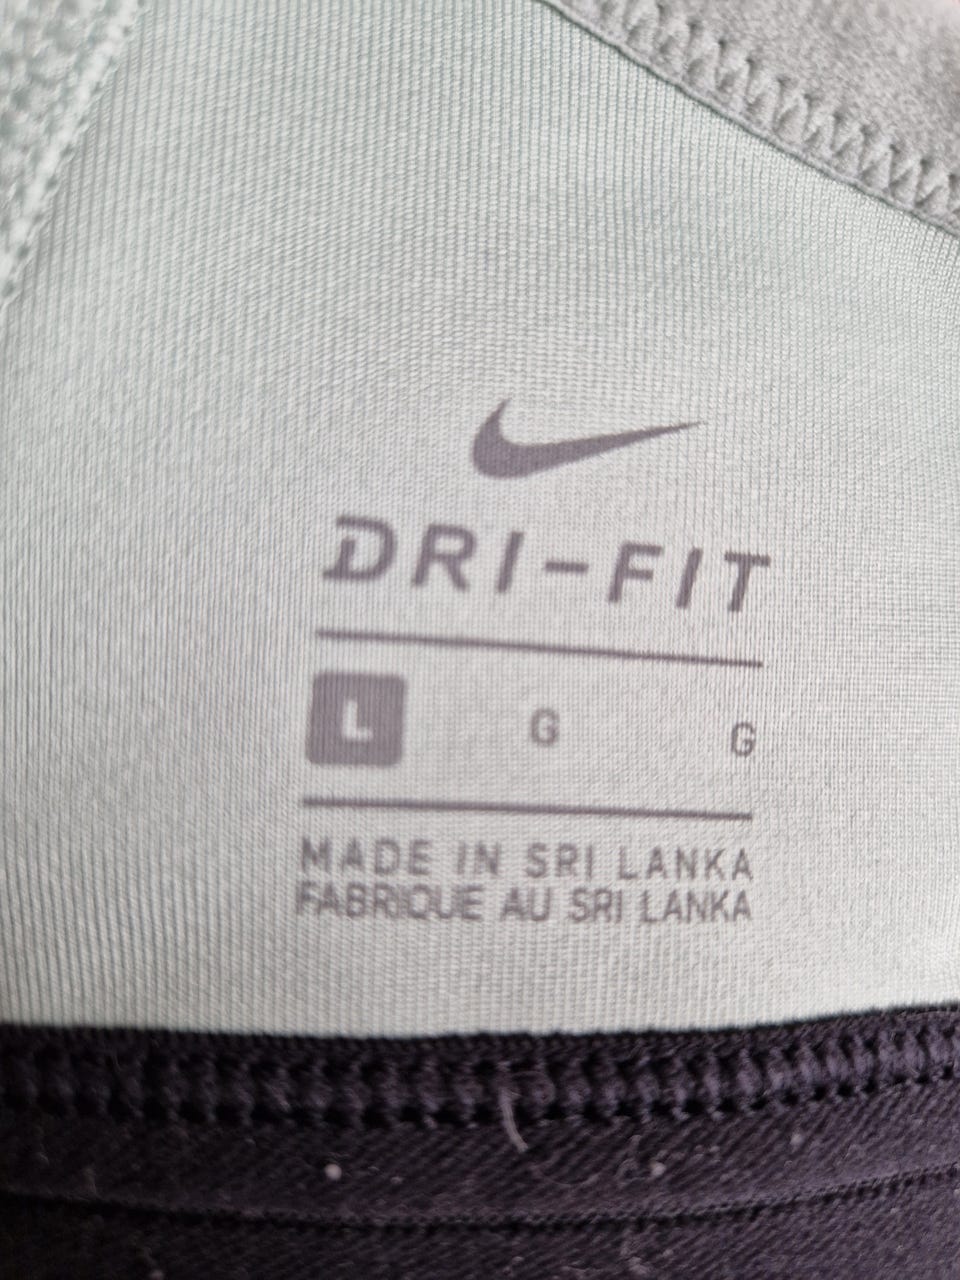 DRI-FIT
L G G
MADE IN SRI LANKA
FABRIQUE AU SRI LANKA